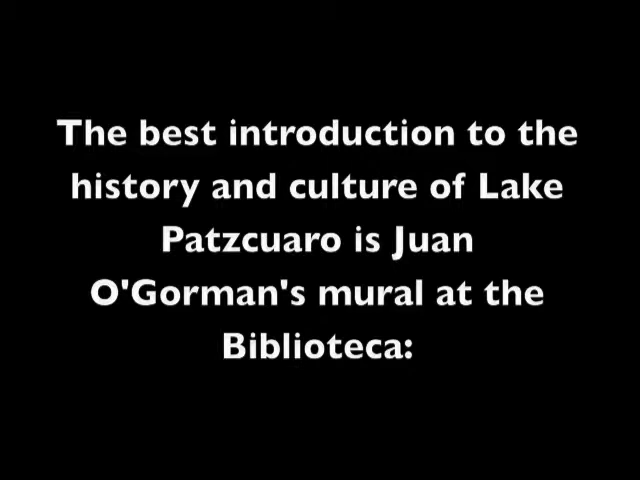 The best introduction to the
history and culture of Lake
Patzcuaro is Juan
O'Gorman's mural at the
Biblioteca: